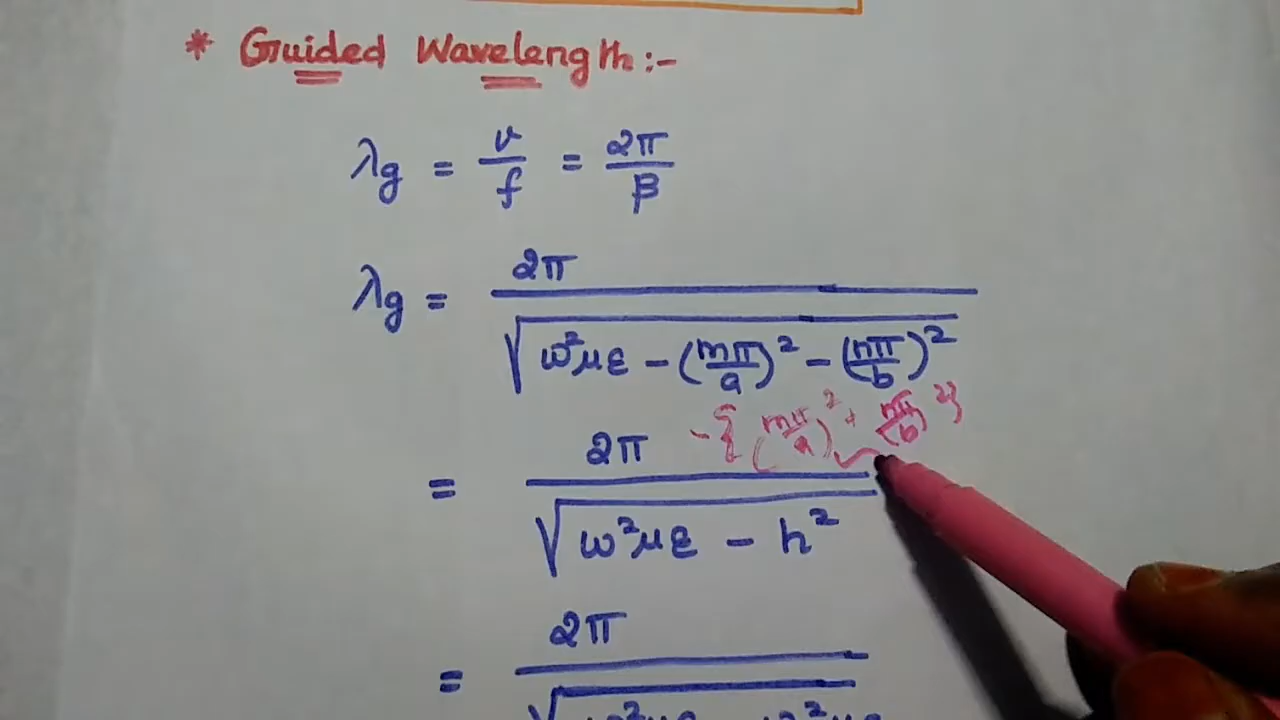 * Guided Wavelength:-
λg = v/f = 2π/β
λg = 2π/√(ω²με - (mπ/a)² - (nπ/b)²)
-{(mπ/a)² + (nπ/b)²}
= 2π/√(ω²με - h²)
= 2π/√